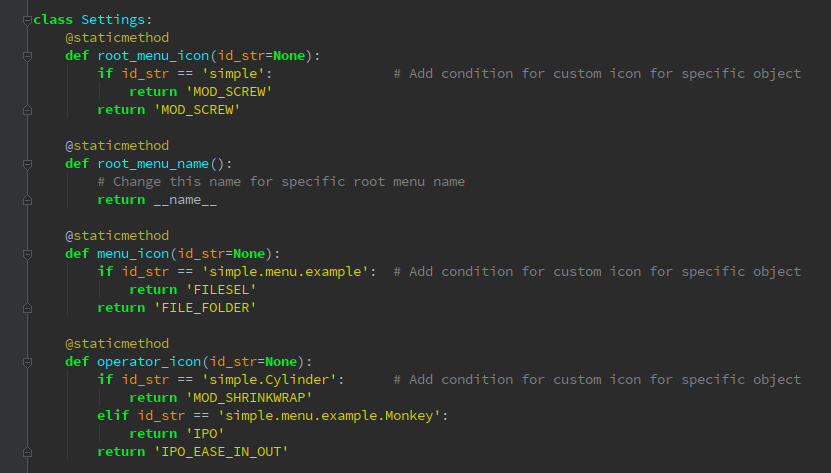 class Settings:
    @staticmethod
    def root_menu_icon(id_str=None):
        if id_str == 'simple':               # Add condition for custom icon for specific object
            return 'MOD_SCREW'
        return 'MOD_SCREW'

    @staticmethod
    def root_menu_name():
        # Change this name for specific root menu name
        return __name__

    @staticmethod
    def menu_icon(id_str=None):
        if id_str == 'simple.menu.example':  # Add condition for custom icon for specific object
            return 'FILESEL'
        return 'FILE_FOLDER'

    @staticmethod
    def operator_icon(id_str=None):
        if id_str == 'simple.Cylinder':      # Add condition for custom icon for specific object
            return 'MOD_SHRINKWRAP'
        elif id_str == 'simple.menu.example.Monkey':
            return 'IPO'
        return 'IPO_EASE_IN_OUT'